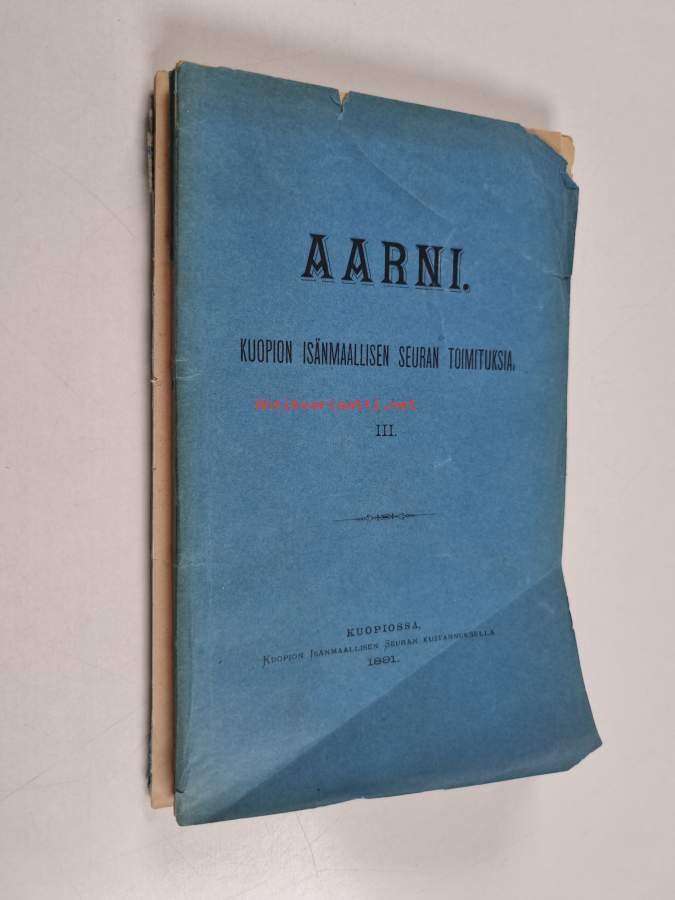 AARNI.
KUOPION ISÄNMAALLISEN SEURAN TOIMITUKSIA.
Antikvariaatti.net
III.
KUOPIOSSA,
KUOPION ISÄNMAALLISEN SEURAN KUSTANNUKSELLA
1891.